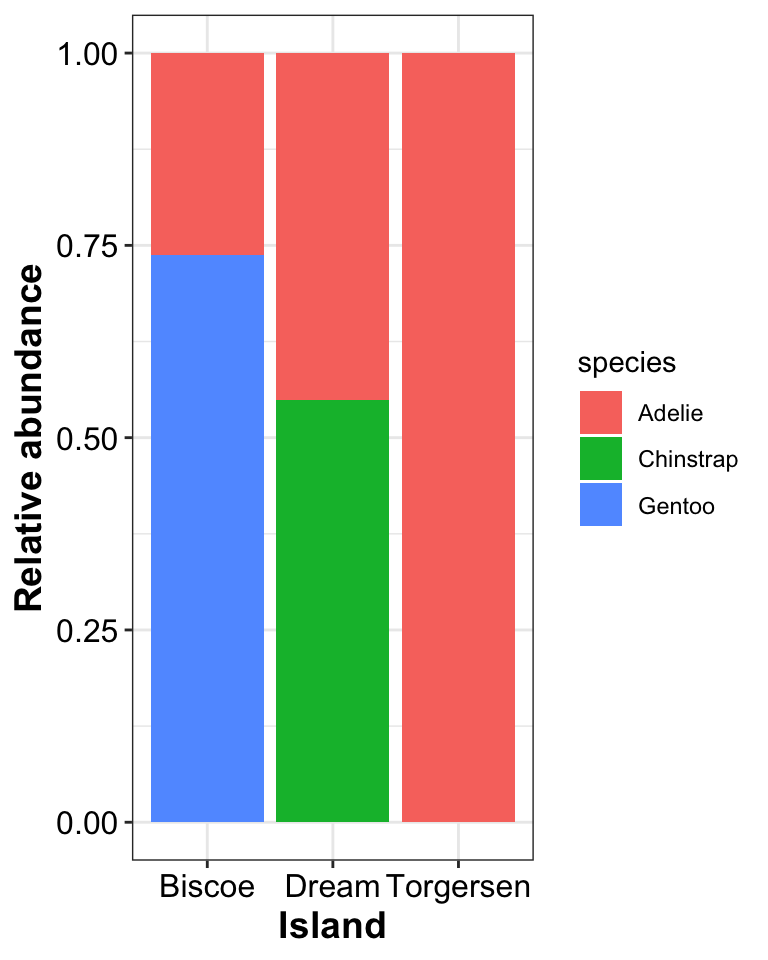 1.00
0.75
0.50
0.25
0.00
Relative abundance
Biscoe Dream Torgersen
Island
species
Adelie
Chinstrap
Gentoo